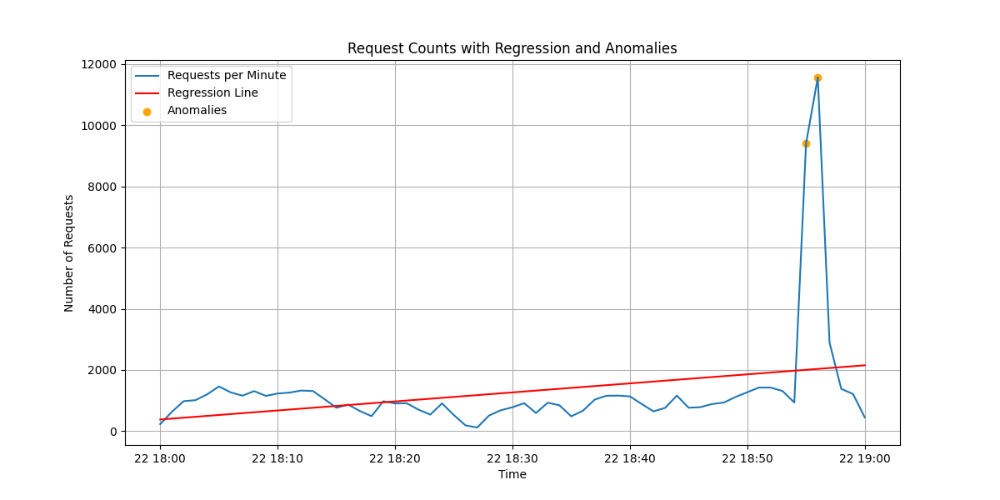 Request Counts with Regression and Anomalies
12000
10000
8000
6000
4000
2000
0
Number of Requests
Requests per Minute
Regression Line
Anomalies
22 18:00
22 18:10
22 18:20
22 18:30
22 18:40
22 18:50
22 19:00
Time